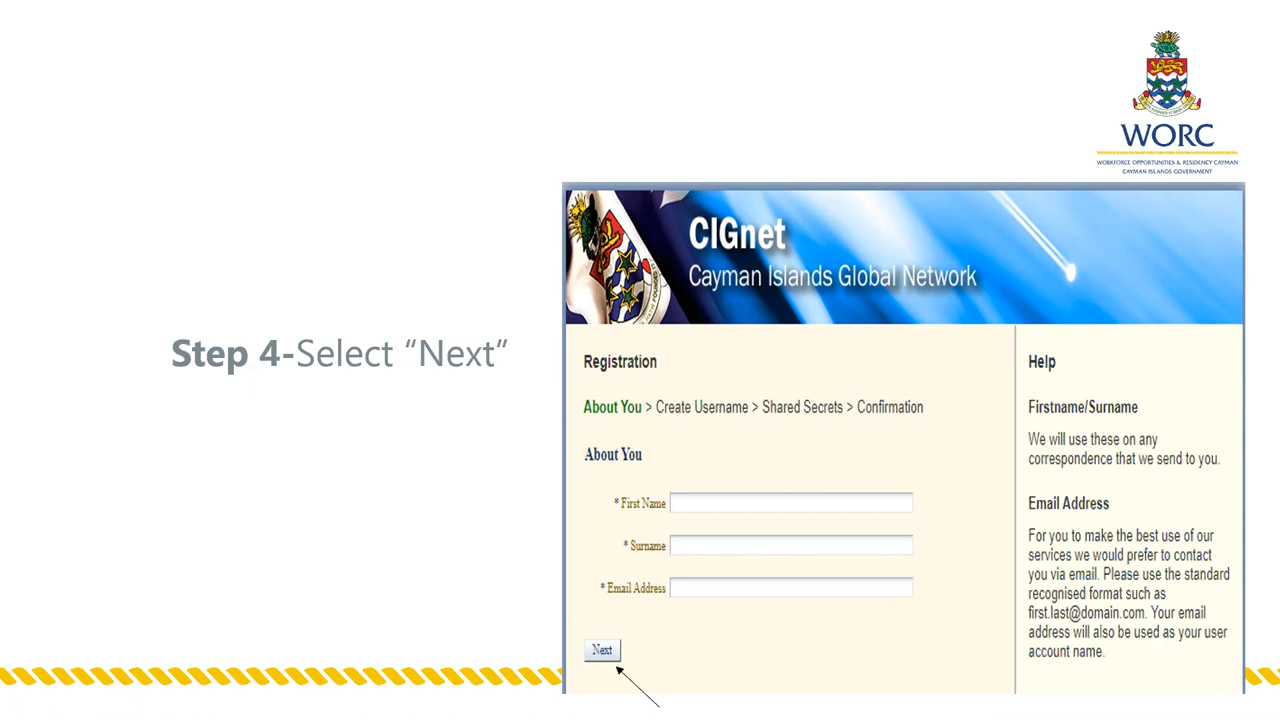 WORC
WORKFORCE OPPORTUNITIES & RESIDENCY CAYMAN
CAYMAN ISLANDS GOVERNMENT
Step 4-Select “Next”
CIGnet
Cayman Islands Global Network
Registration
About You > Create Username > Shared Secrets > Confirmation
About You
* First Name
* Surname
* Email Address
Next
Help
Firstname/Surname
We will use these on any
correspondence that we send to you.
Email Address
For you to make the best use of our
services we would prefer to contact
you via email. Please use the standard
recognised format such as
first.last@domain.com. Your email
address will also be used as your user
account name.